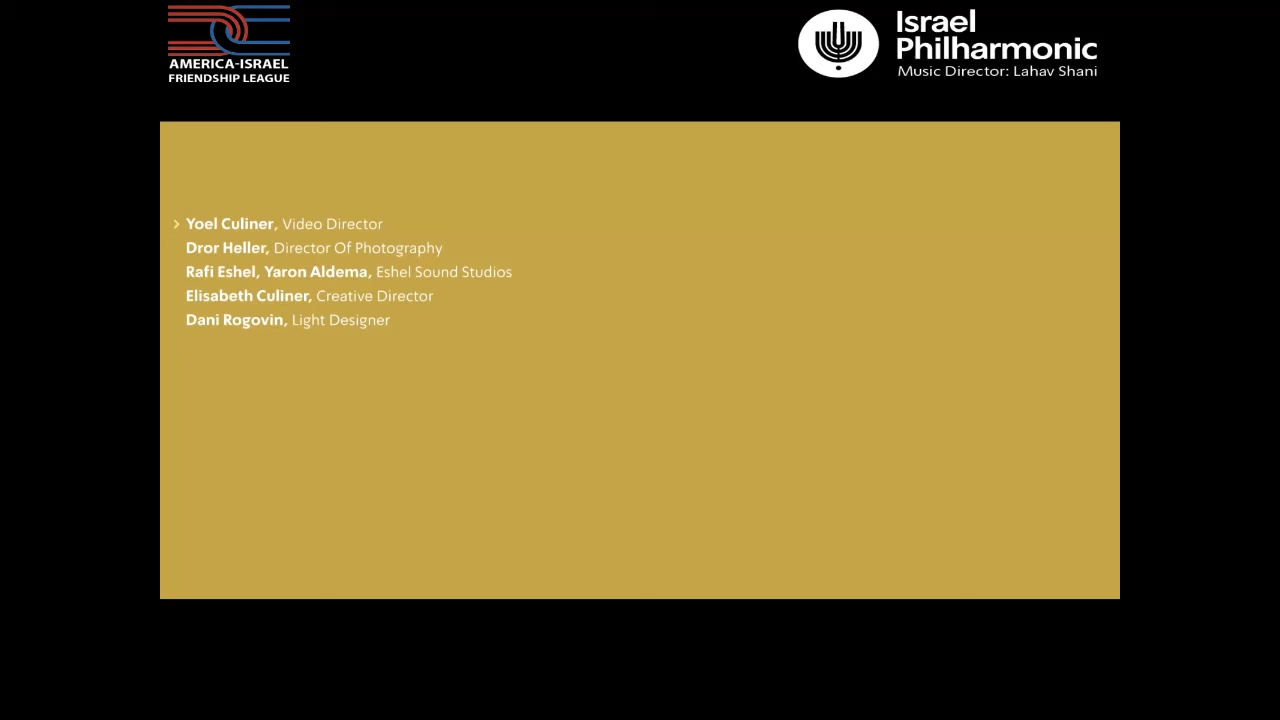 AMERICA-ISRAEL
FRIENDSHIP LEAGUE
Israel
Philharmonic
Music Director: Lahav Shani
Yoel Culiner, Video Director
Dror Heller, Director Of Photography
Rafi Eshel, Yaron Aldema, Eshel Sound Studios
Elisabeth Culiner, Creative Director
Dani Rogovin, Light Designer